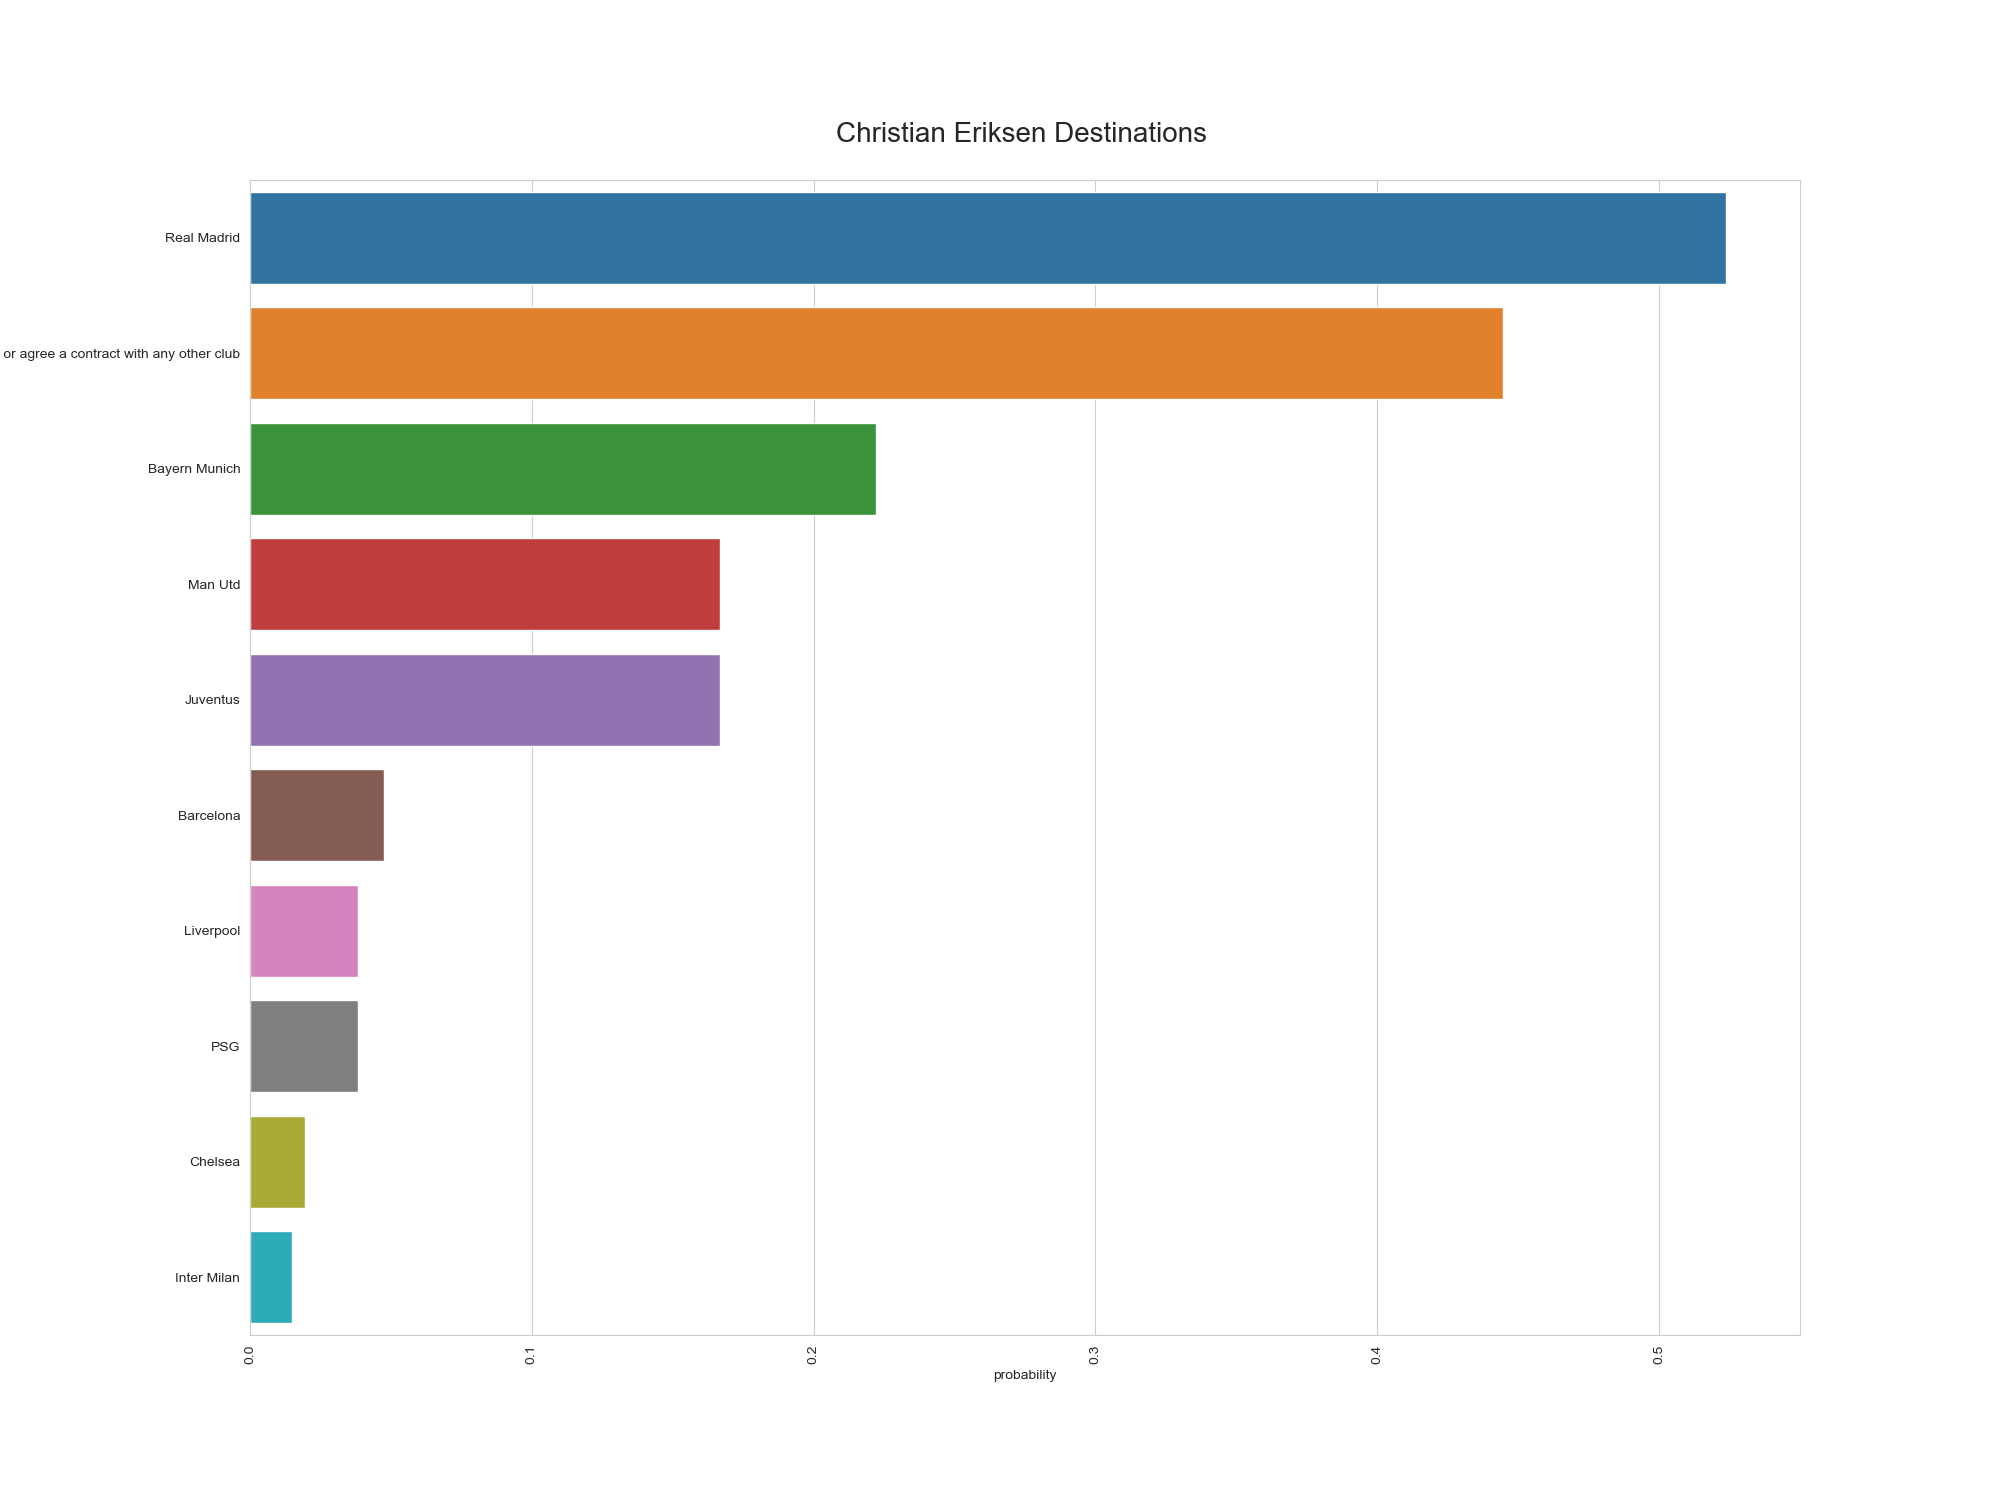 Christian Eriksen Destinations
Real Madrid
or agree a contract with any other club
Bayern Munich
Man Utd
Juventus
Barcelona
Liverpool
PSG
Chelsea
Inter Milan
0.0 0.1 0.2 0.3 0.4 0.5
probability